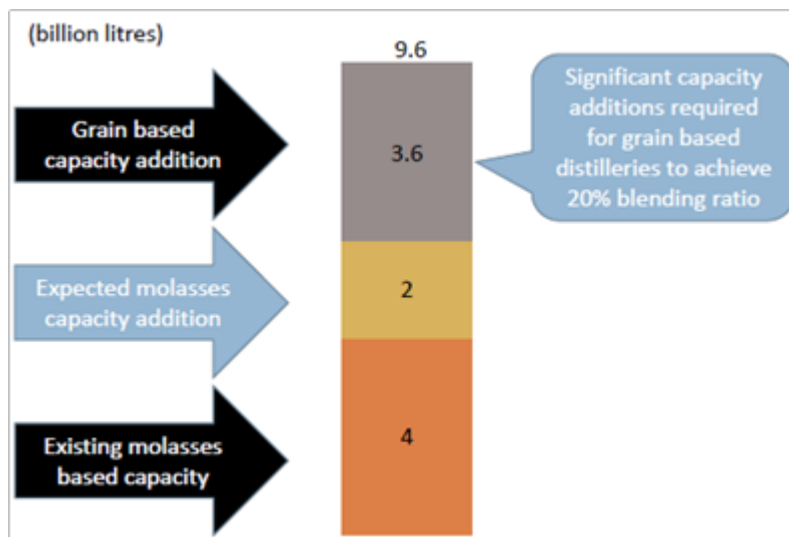 (billion litres)
9.6
Grain based
capacity addition
3.6
Significant capacity
additions required
for grain based
distilleries to achieve
20% blending ratio
Expected molasses
capacity addition
2
Existing molasses
based capacity
4